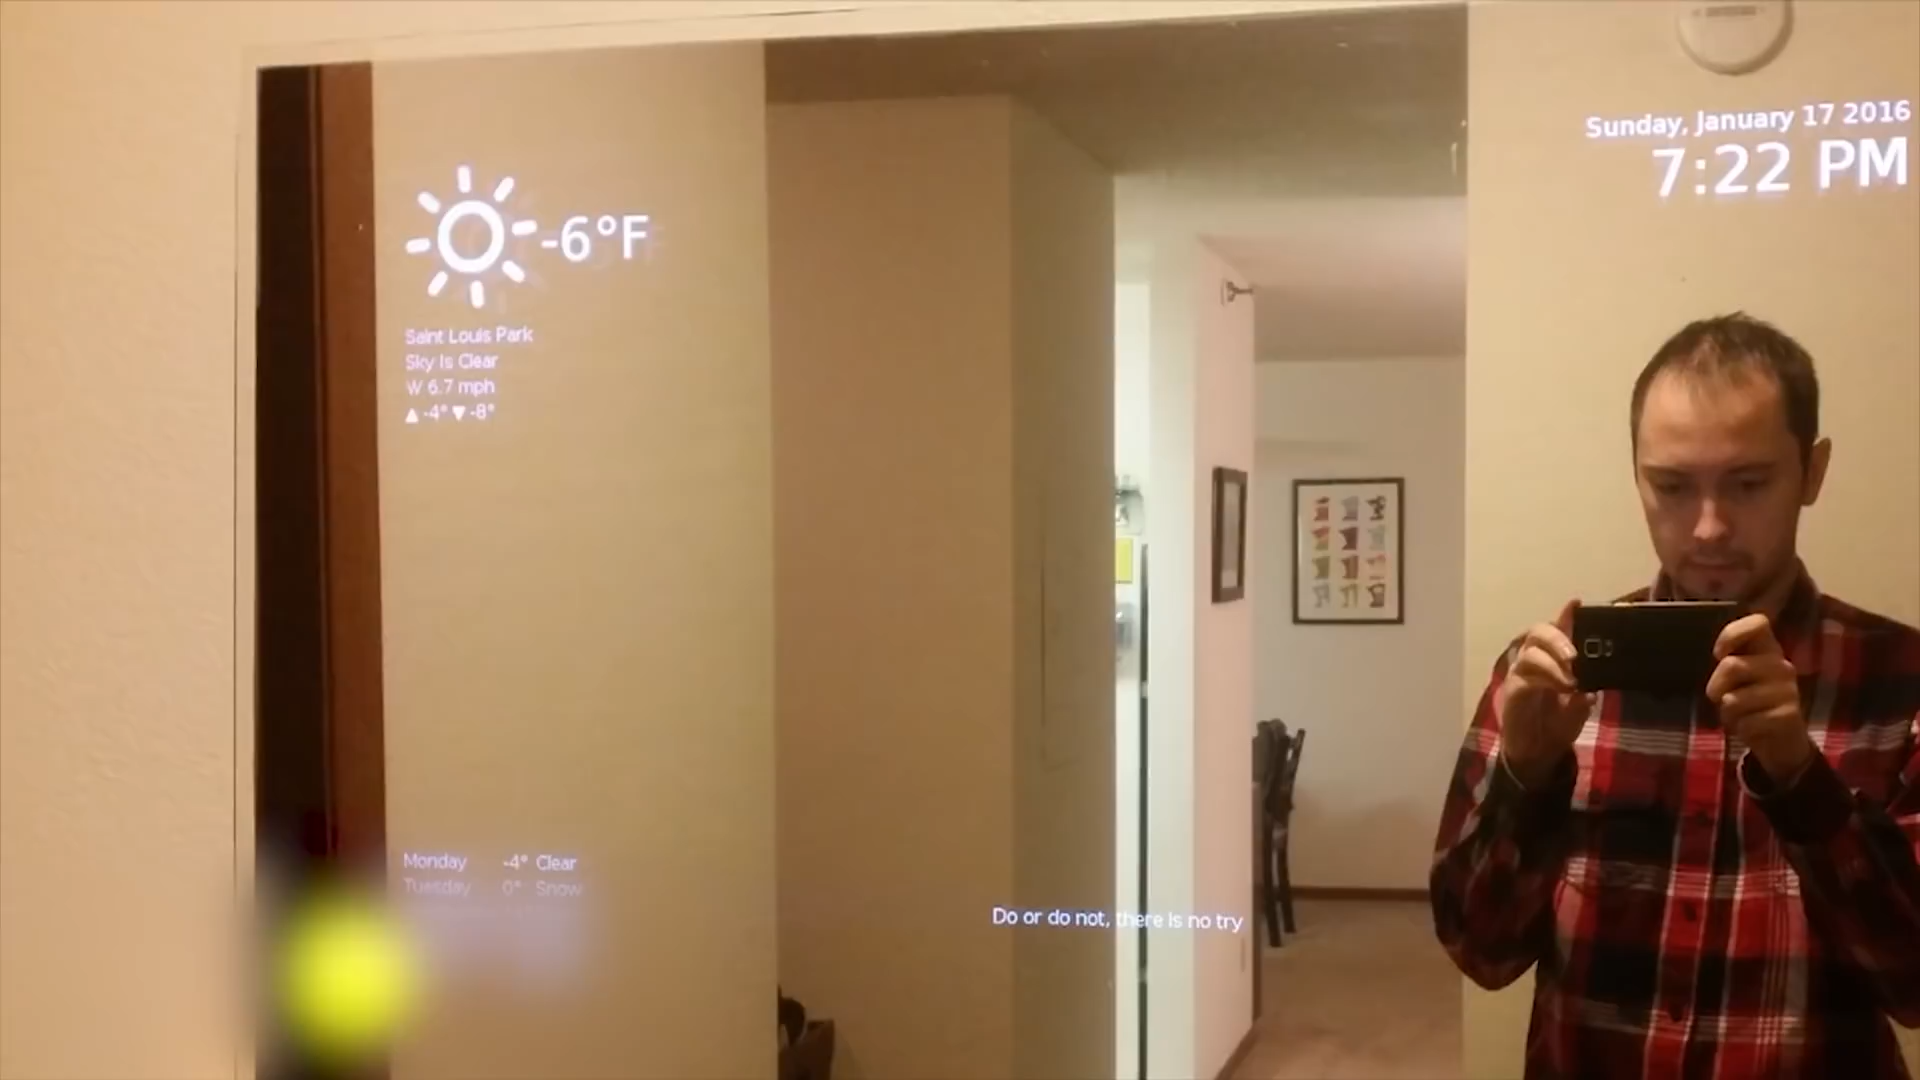 Sunday, January 17 2016
7:22 PM
-6°F
Saint Louis Park
Sky Is Clear
W 6.7 mph
▲ -4° ▼ -8°
Monday -4° Clear
Tuesday 0° Snow
Do or do not, there is no try